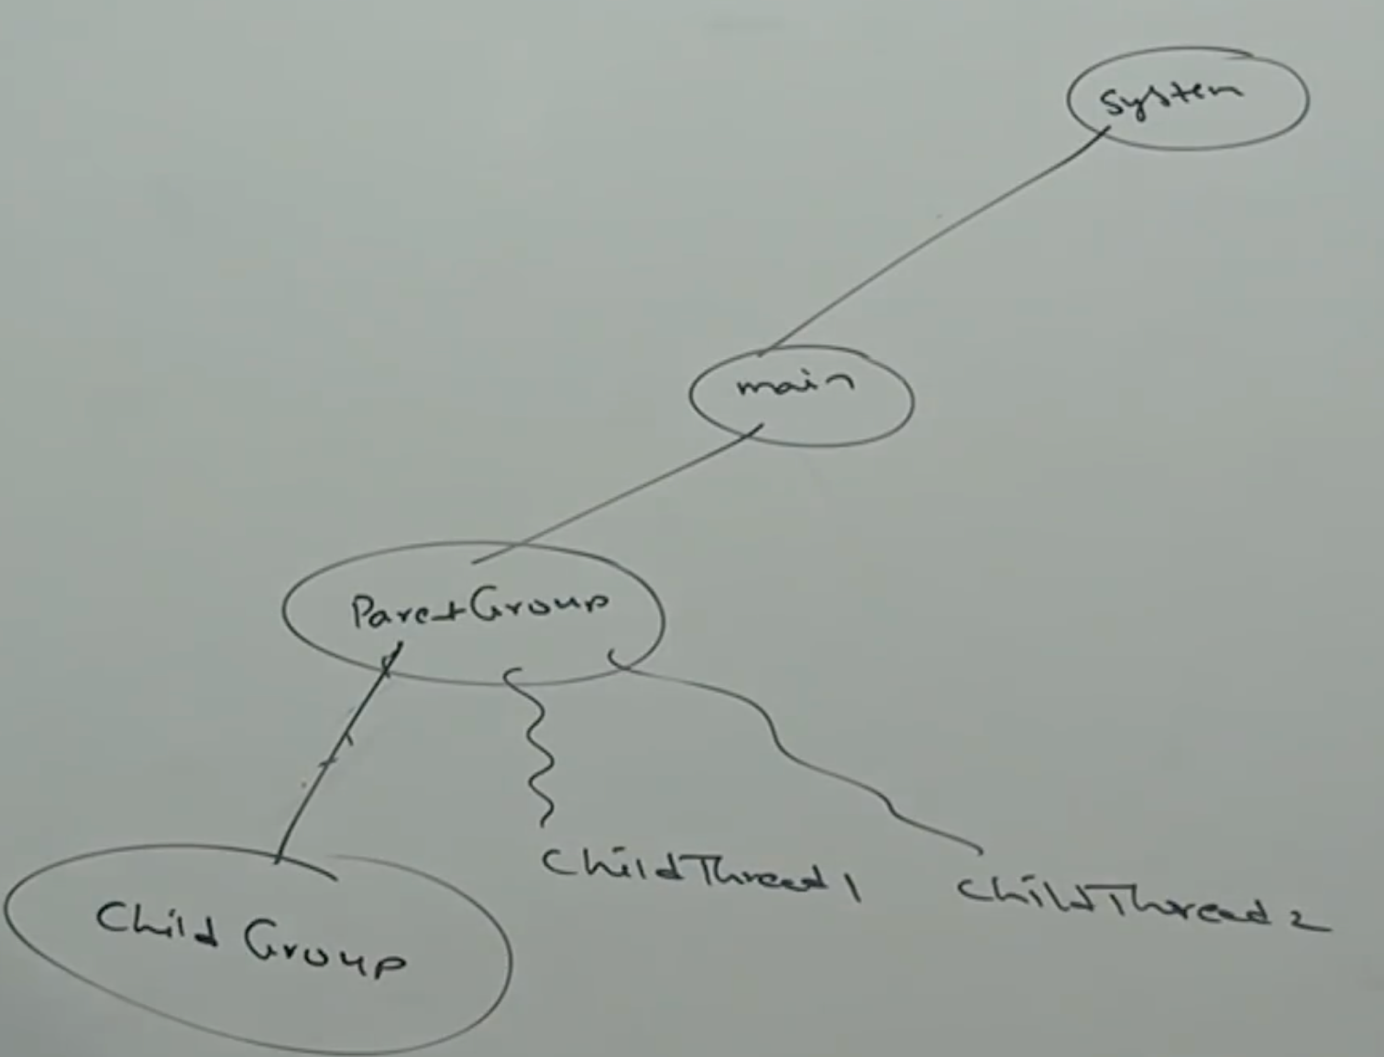 System
main
ParentGroup
ChildThread1
ChildThread2
Child Group